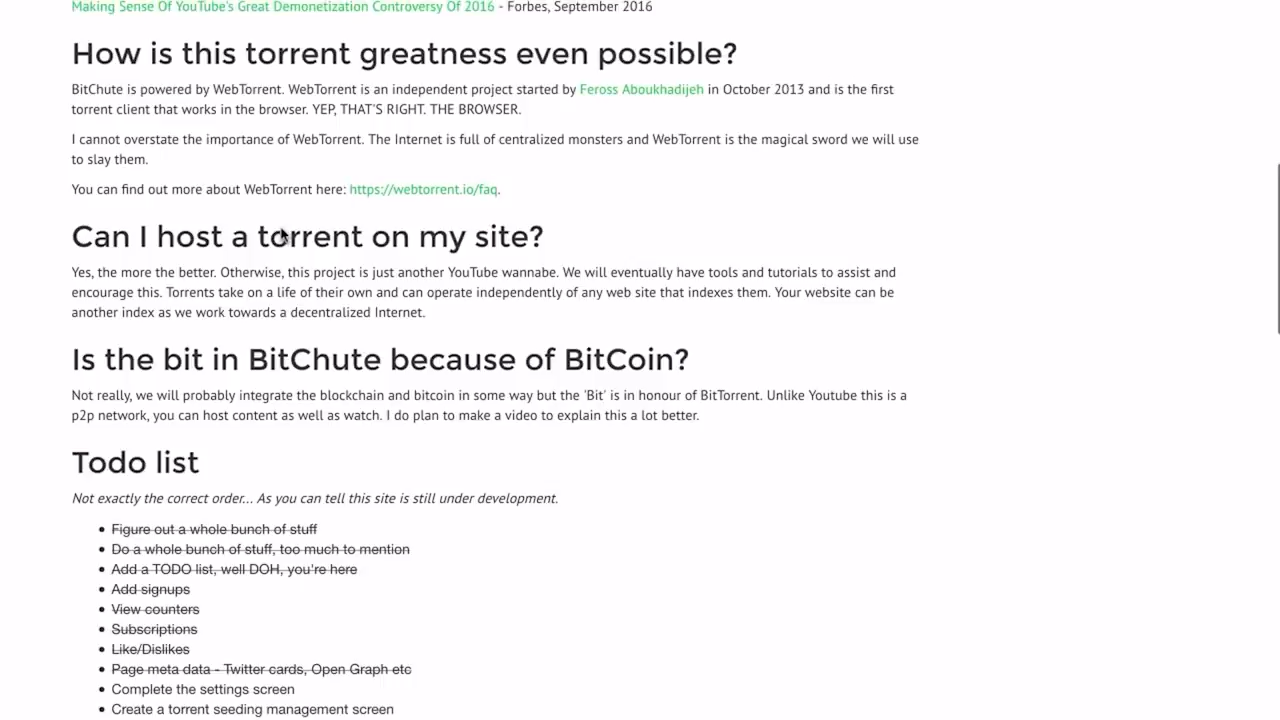 Making Sense Of YouTube's Great Demonetization Controversy Of 2016 - Forbes, September 2016
How is this torrent greatness even possible?
BitChute is powered by WebTorrent. WebTorrent is an independent project started by Feross Aboukhadijeh in October 2013 and is the first
torrent client that works in the browser. YEP, THAT'S RIGHT. THE BROWSER.
I cannot overstate the importance of WebTorrent. The Internet is full of centralized monsters and WebTorrent is the magical sword we will use
to slay them.
You can find out more about WebTorrent here: https://webtorrent.io/faq.
Can I host a torrent on my site?
Yes, the more the better. Otherwise, this project is just another YouTube wannabe. We will eventually have tools and tutorials to assist and
encourage this. Torrents take on a life of their own and can operate independently of any web site that indexes them. Your website can be
another index as we work towards a decentralized Internet.
Is the bit in BitChute because of BitCoin?
Not really, we will probably integrate the blockchain and bitcoin in some way but the 'Bit' is in honour of BitTorrent. Unlike Youtube this is a
p2p network, you can host content as well as watch. I do plan to make a video to explain this a lot better.
Todo list
Not exactly the correct order... As you can tell this site is still under development.
• Figure out a whole bunch of stuff
• Do a whole bunch of stuff, too much to mention
• Add a TODO list, well DOH, you're here
• Add signups
• View counters
• Subscriptions
• Like/Dislikes
• Page meta data - Twitter cards, Open Graph etc
• Complete the settings screen
• Create a torrent seeding management screen